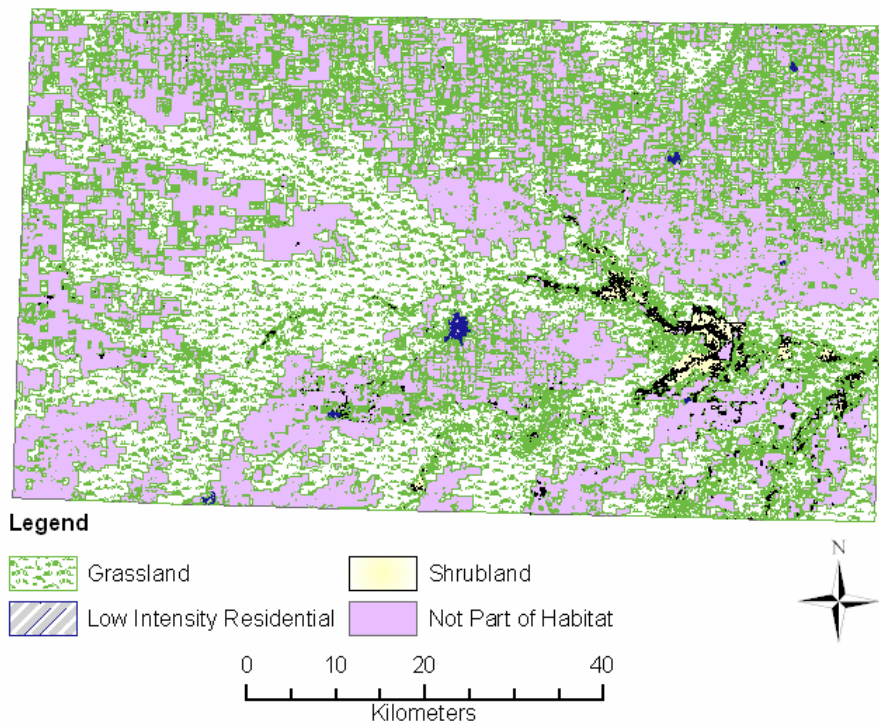 Legend
Grassland
Shrubland
Low Intensity Residential
Not Part of Habitat
N
0 10 20 40
Kilometers